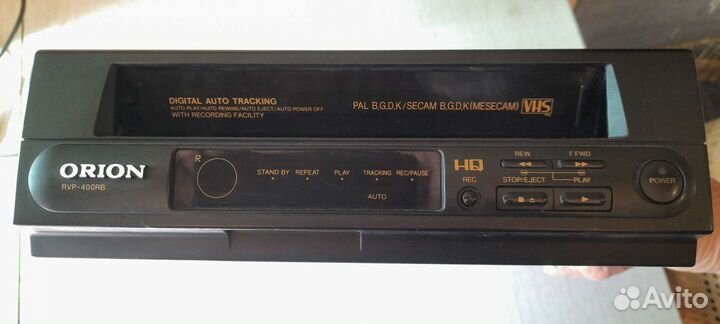 DIGITAL AUTO TRACKING
AUTO PLAY/AUTO REWIND/AUTO EJECT/AUTO POWER OFF
WITH RECORDING FACILITY
PAL B.G.D.K/SECAM B.G.D.K(MESECAM) VHS
ORION
RVP-400RB
R
STAND BY REPEAT PLAY TRACKING REC/PAUSE
AUTO
HQ
REC
REW F FWD
STOP/EJECT PLAY
POWER
Avito